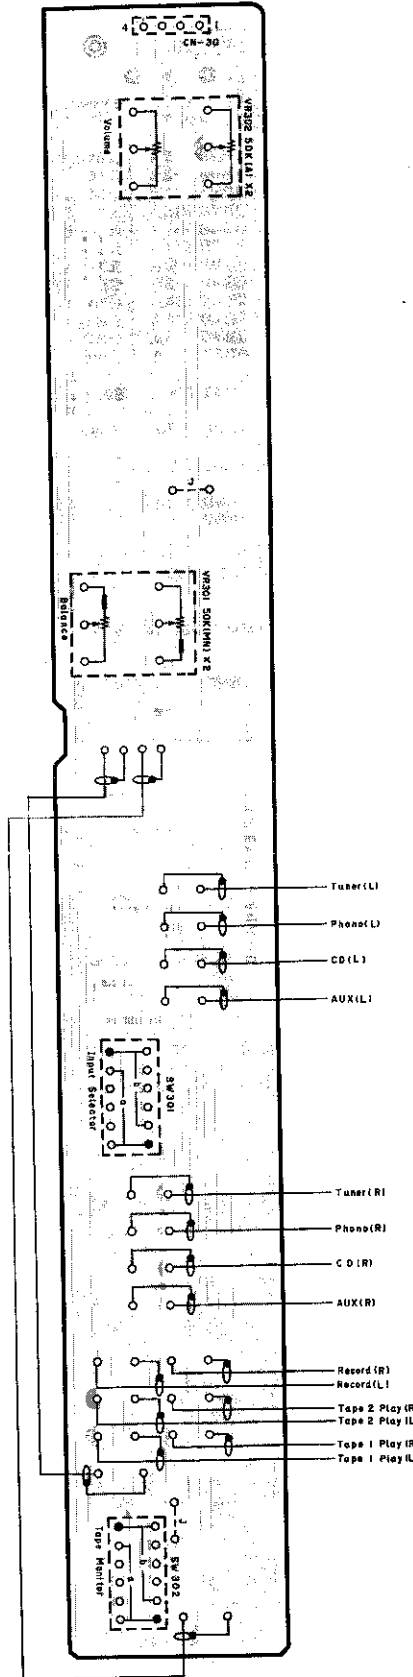 4 1
CN-30
VR302 50K(A) X2
Volume
J
VR301 50K(MN) X2
Balance
Tuner(L)
Phono(L)
CD(L)
AUX(L)
SW301
b
a
Input Selector
Tuner(R)
Phono(R)
CD(R)
AUX(R)
Record(R)
Record(L)
Tape 2 Play(R
Tape 2 Play(L
Tape 1 Play(R
Tape 1 Play(L
J
SW302
b
a
Tape Monitor